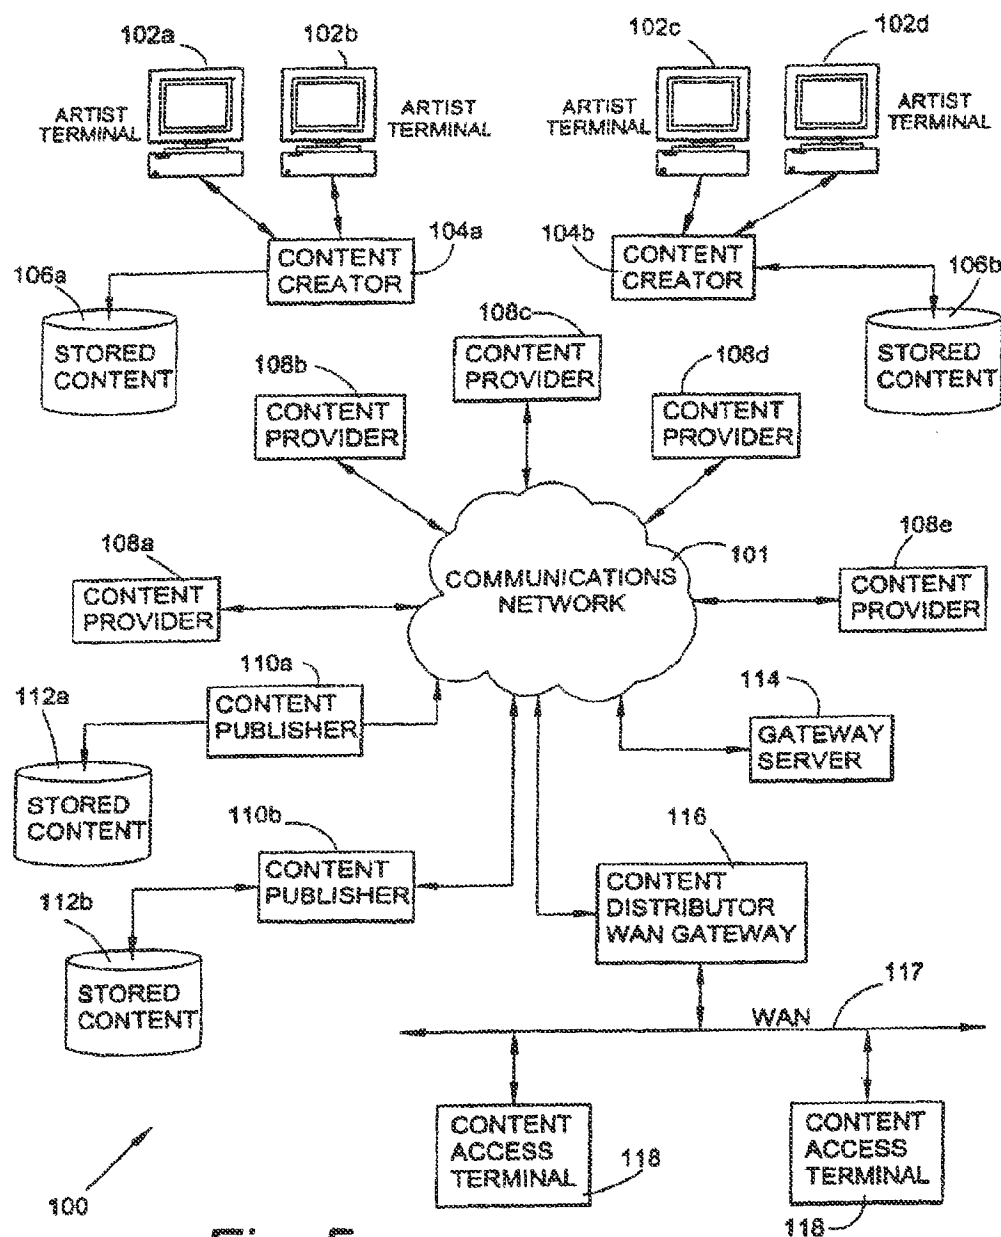 102a
102b
102c
102d
ARTIST
TERMINAL
ARTIST
TERMINAL
ARTIST
TERMINAL
ARTIST
TERMINAL
CONTENT
CREATOR
104a
104b
CONTENT
CREATOR
106a
STORED
CONTENT
106b
STORED
CONTENT
108c
CONTENT
PROVIDER
108b
CONTENT
PROVIDER
108d
CONTENT
PROVIDER
108a
CONTENT
PROVIDER
101
COMMUNICATIONS
NETWORK
108e
CONTENT
PROVIDER
110a
CONTENT
PUBLISHER
112a
STORED
CONTENT
114
GATEWAY
SERVER
110b
CONTENT
PUBLISHER
112b
STORED
CONTENT
116
CONTENT
DISTRIBUTOR
WAN GATEWAY
WAN
117
CONTENT
ACCESS
TERMINAL
118
CONTENT
ACCESS
TERMINAL
118
100